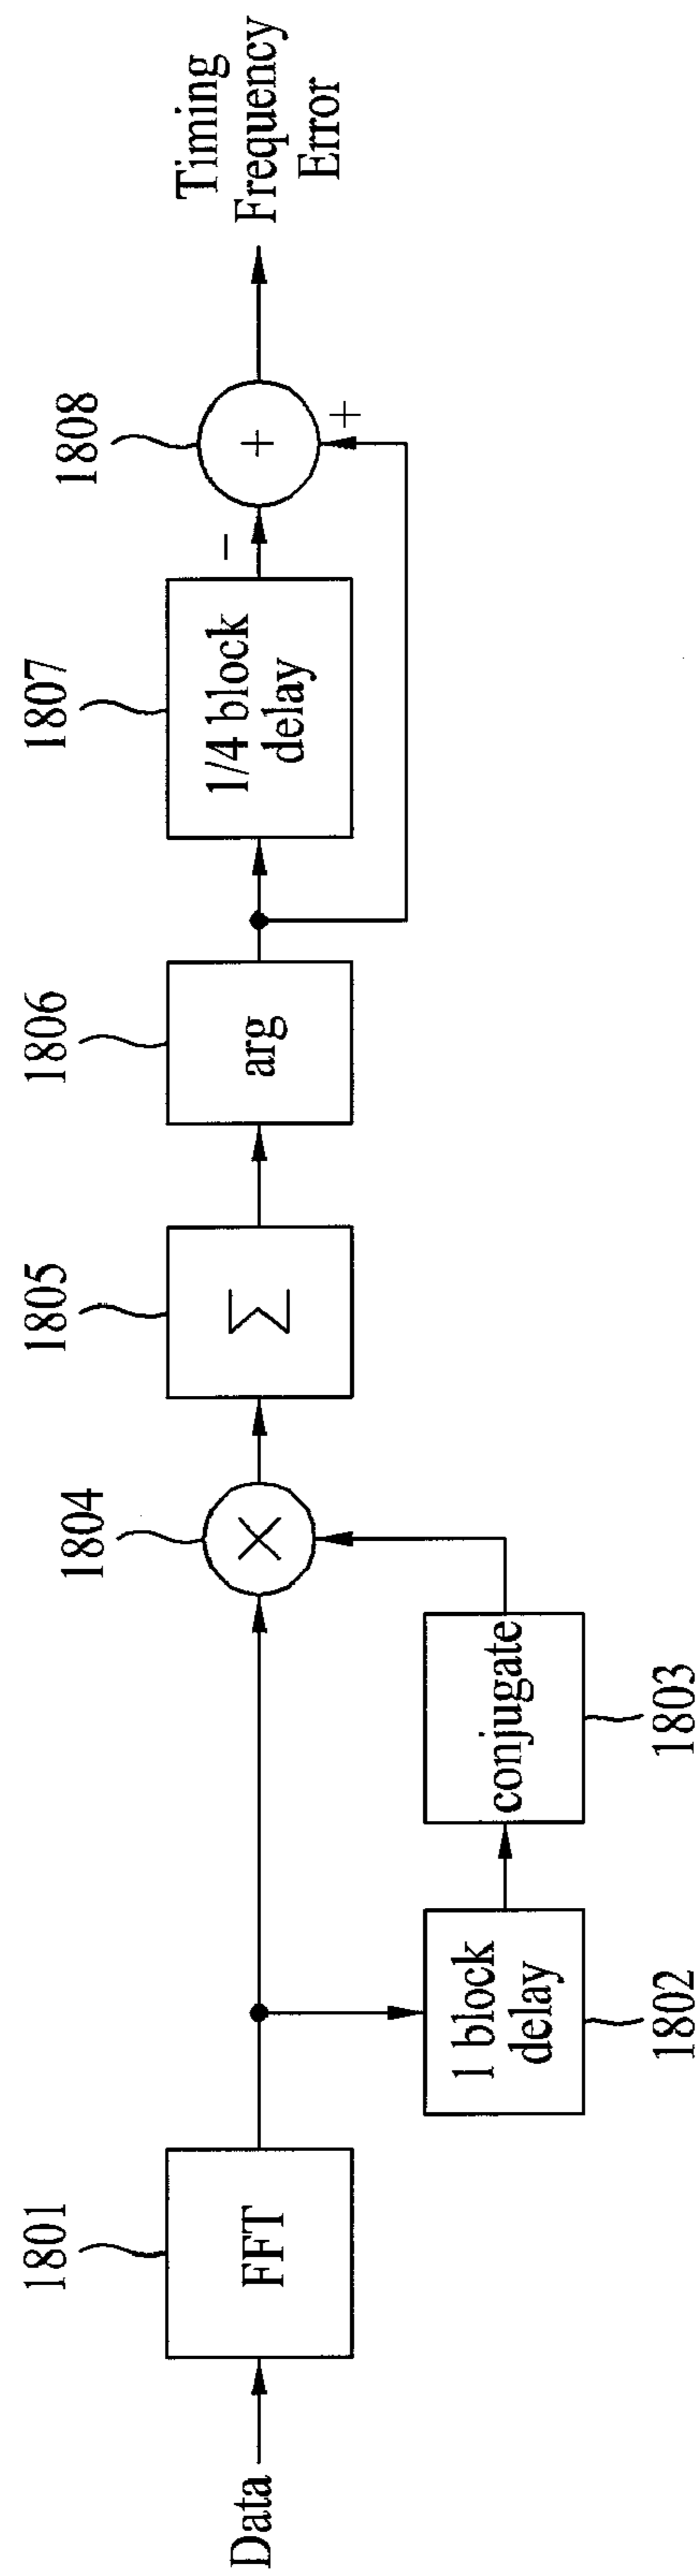 Data
1801
FFT
1 block
delay
1802
conjugate
1803
1804
×
1805
Σ
1806
arg
1807
1/4 block
delay
−
+
1808
+
Timing
Frequency
Error